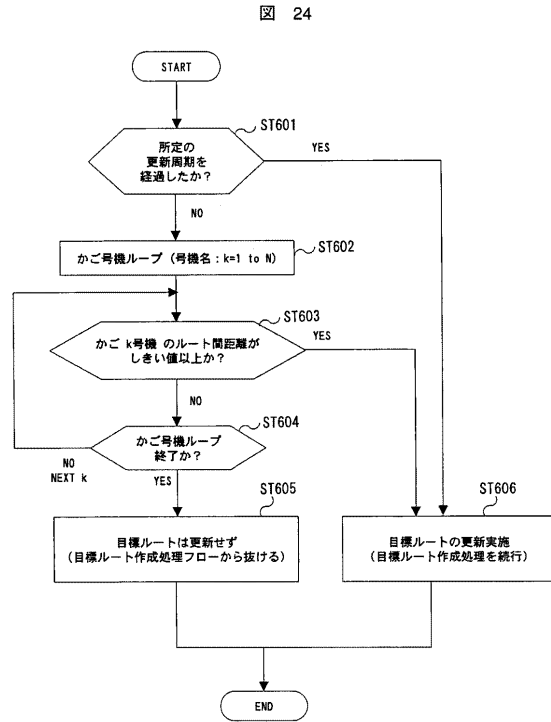 図 24
START
ST601
所定の
更新周期を
経過したか？
YES
NO
かご号機ループ (号機名：k=1 to N)
ST602
ST603
かご k号機 のルート間距離が
しきい値以上か？
YES
NO
ST604
かご号機ループ
終了か？
NO
NEXT k
YES
ST605
目標ルートは更新せず
(目標ルート作成処理フローから抜ける)
ST606
目標ルートの更新実施
(目標ルート作成処理を続行)
END